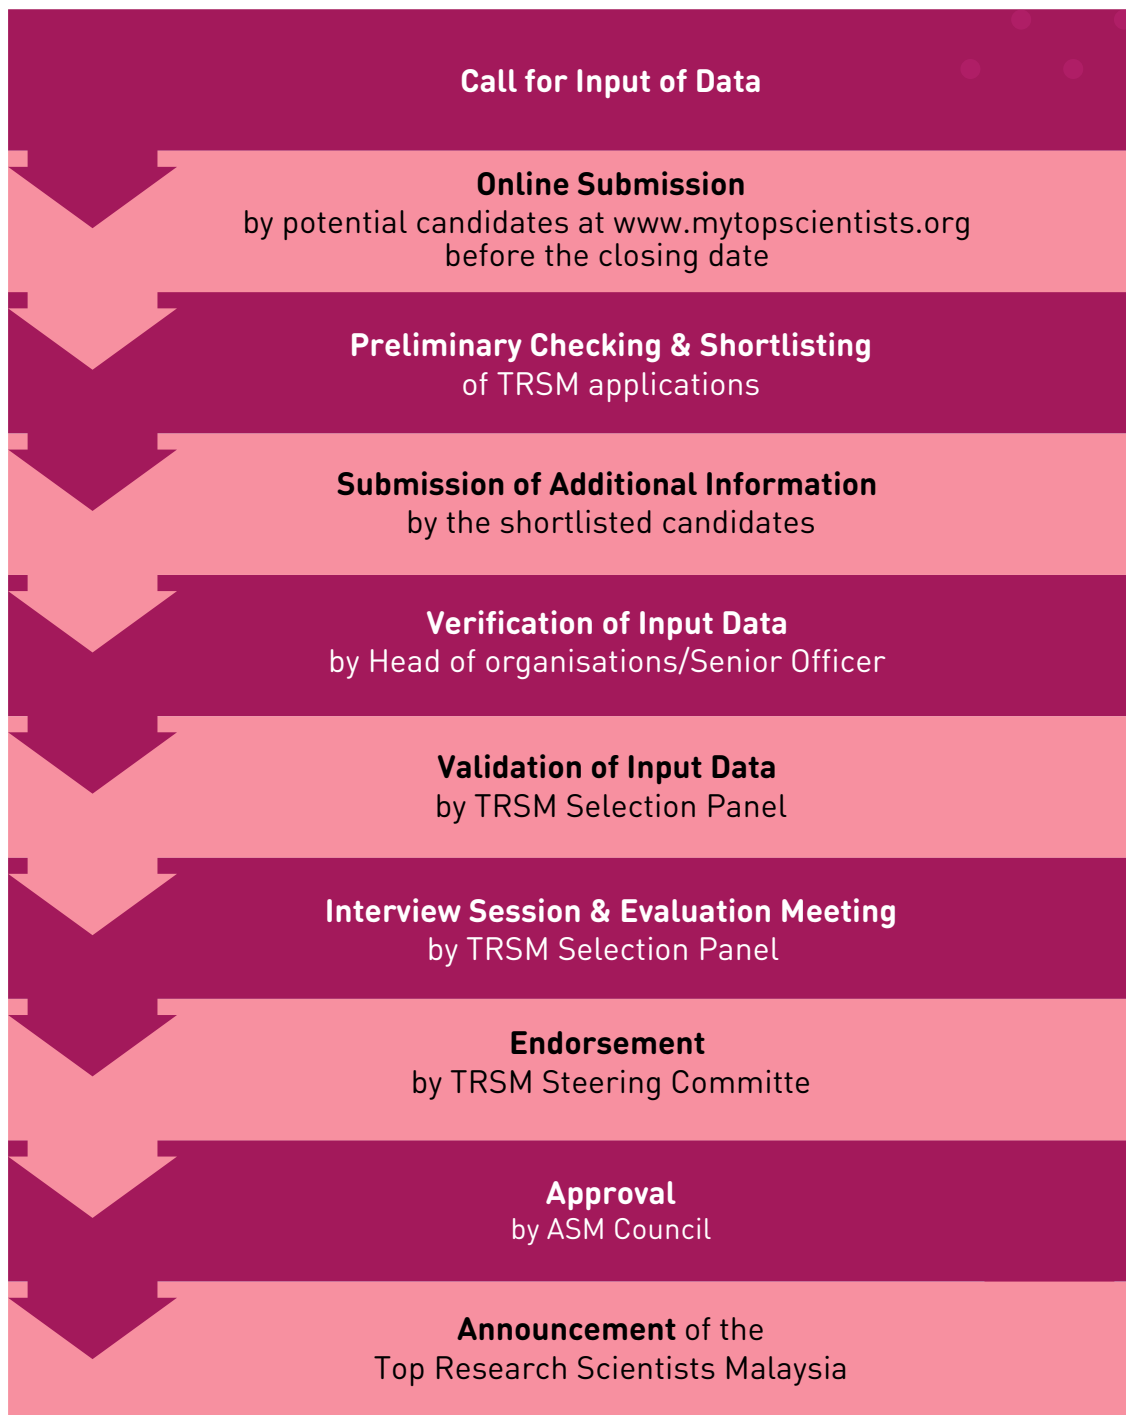 Call for Input of Data
Online Submission
by potential candidates at www.mytopscientists.org
before the closing date
Preliminary Checking & Shortlisting
of TRSM applications
Submission of Additional Information
by the shortlisted candidates
Verification of Input Data
by Head of organisations/Senior Officer
Validation of Input Data
by TRSM Selection Panel
Interview Session & Evaluation Meeting
by TRSM Selection Panel
Endorsement
by TRSM Steering Committe
Approval
by ASM Council
Announcement of the
Top Research Scientists Malaysia